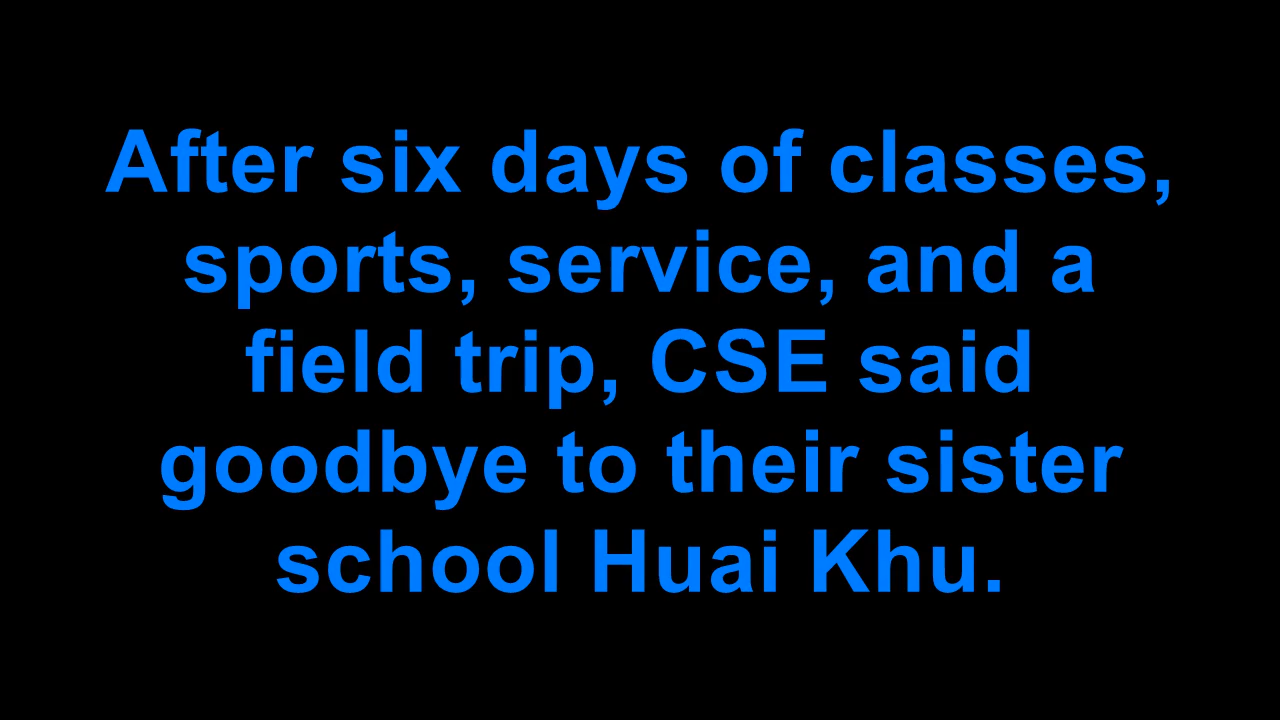 After six days of classes,
sports, service, and a
field trip, CSE said
goodbye to their sister
school Huai Khu.